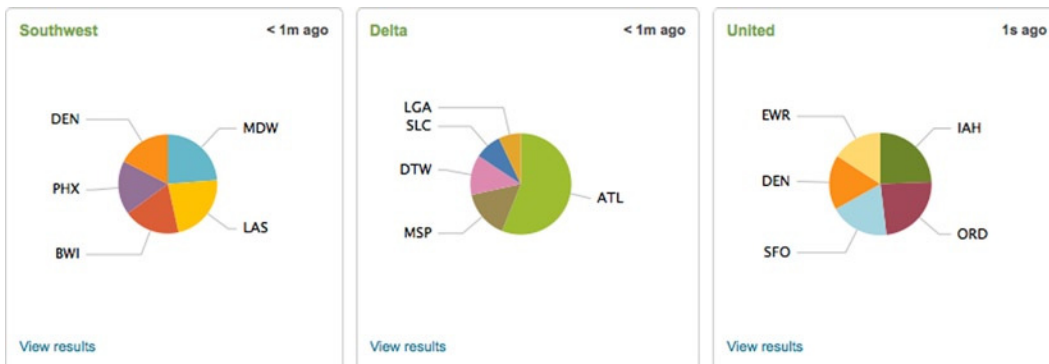 Southwest < 1m ago
DEN
MDW
PHX
LAS
BWI
View results
Delta < 1m ago
LGA
SLC
DTW
ATL
MSP
View results
United 1s ago
EWR
IAH
DEN
ORD
SFO
View results